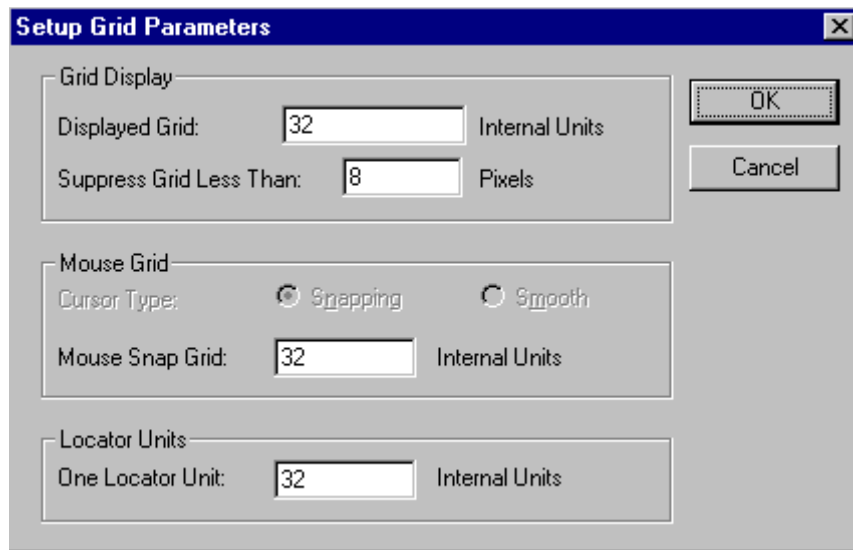 Setup Grid Parameters
Grid Display
Displayed Grid: 32 Internal Units
Suppress Grid Less Than: 8 Pixels
OK
Cancel
Mouse Grid
Cursor Type: Snapping Smooth
Mouse Snap Grid: 32 Internal Units
Locator Units
One Locator Unit: 32 Internal Units